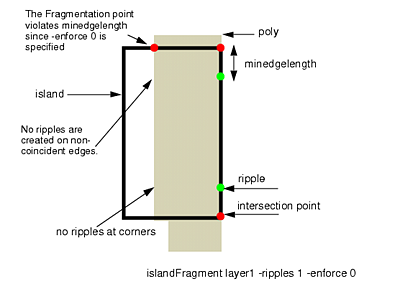 The Fragmentation point
violates minedgelength
since -enforce 0 is
specified
poly
minedgelength
island
No ripples are
created on non-
coincident edges.
ripple
intersection point
no ripples at corners
islandFragment layer1 -ripples 1 -enforce 0